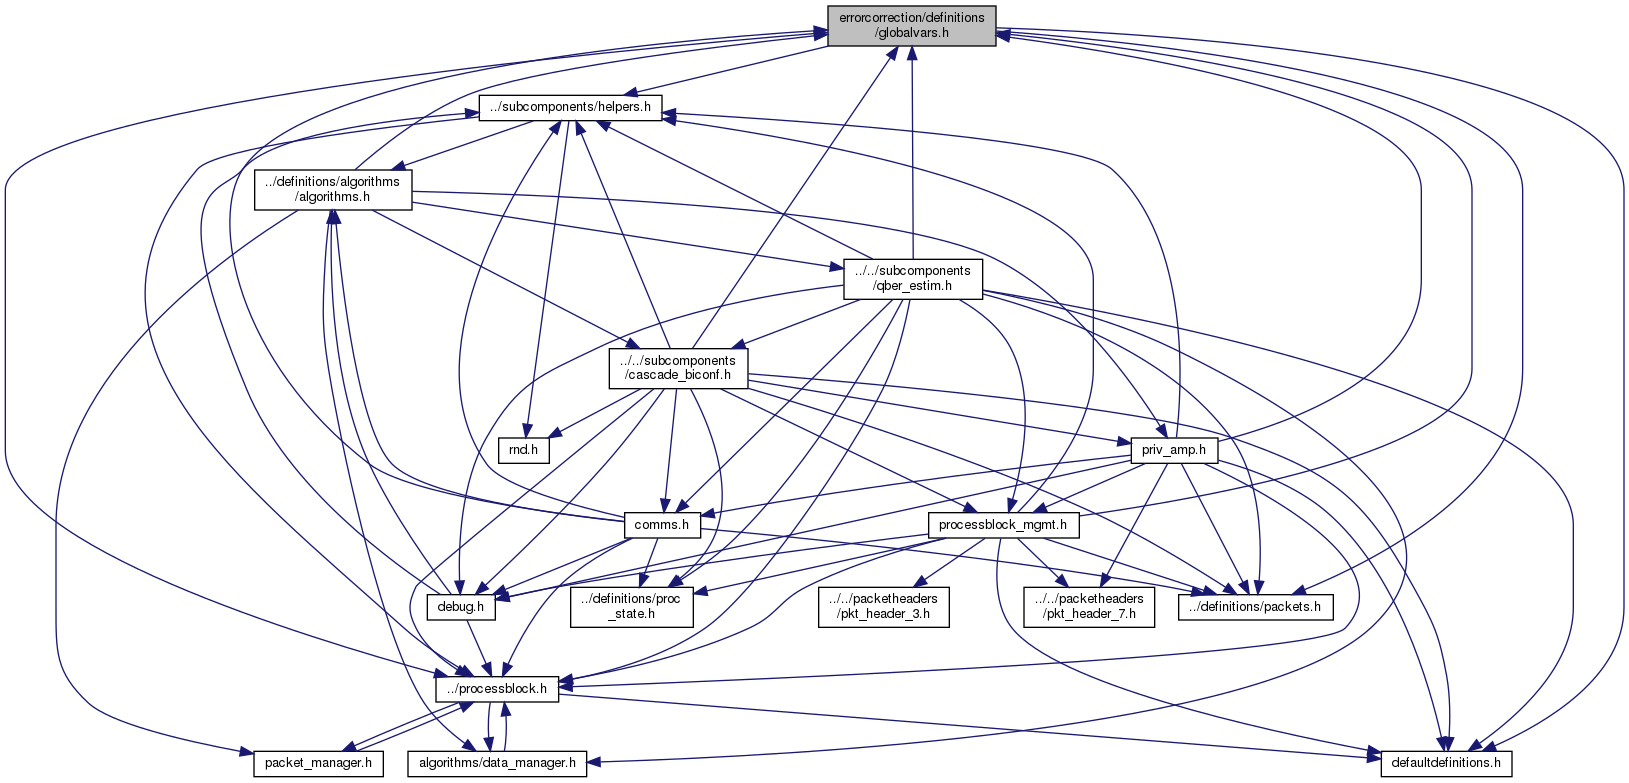 errorcorrection/definitions
/globalvars.h
../subcomponents/helpers.h
../definitions/algorithms
/algorithms.h
../../subcomponents
/qber_estim.h
../../subcomponents
/cascade_biconf.h
rnd.h
priv_amp.h
comms.h
processblock_mgmt.h
debug.h
../definitions/proc
_state.h
../../packetheaders
/pkt_header_3.h
../../packetheaders
/pkt_header_7.h
../definitions/packets.h
../processblock.h
packet_manager.h
algorithms/data_manager.h
defaultdefinitions.h